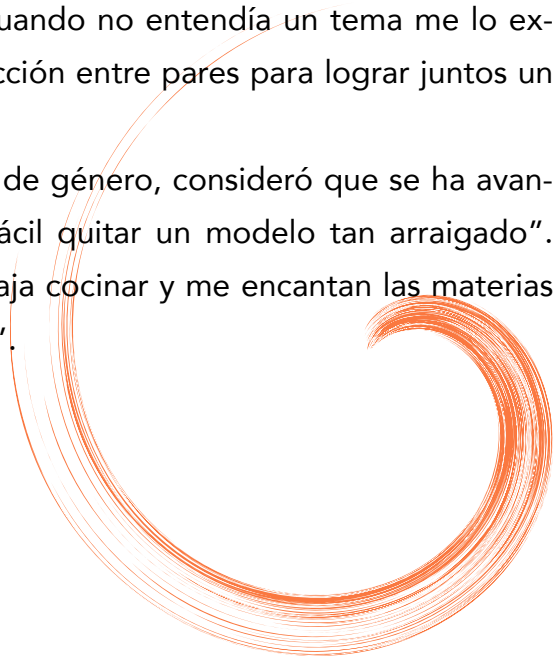 uando no entendía un tema me lo ex-
cción entre pares para lograr juntos un
de género, consideró que se ha avan-
ácil quitar un modelo tan arraigado”.
aja cocinar y me encantan las materias
”.